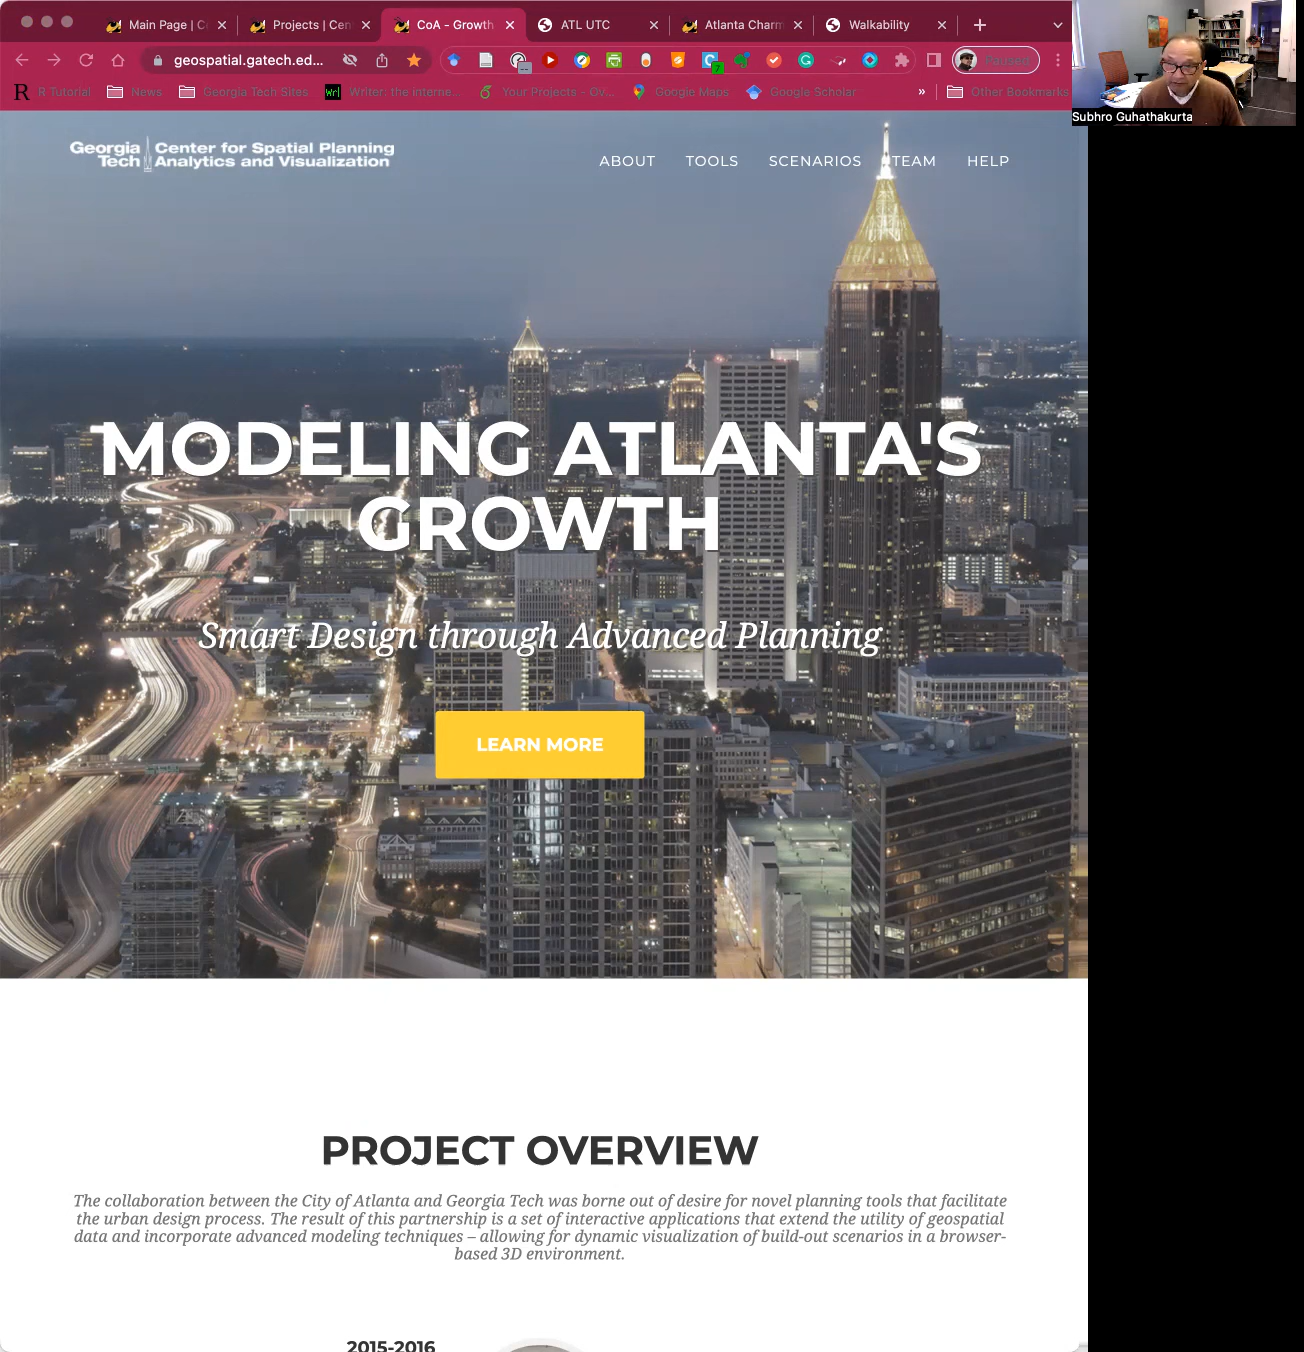 Main Page | C
Projects | Cen
CoA - Growth
ATL UTC
Atlanta Charm
Walkability
geospatial.gatech.ed...
Paused
R Tutorial
News
Georgia Tech Sites
Writer: the interne...
Your Projects - Ov...
Google Maps
Google Scholar
»
Other Bookmarks
Subhro Guhathakurta
Georgia Tech
Center for Spatial Planning
Analytics and Visualization
ABOUT
TOOLS
SCENARIOS
TEAM
HELP
MODELING ATLANTA'S
GROWTH
Smart Design through Advanced Planning
LEARN MORE
PROJECT OVERVIEW
The collaboration between the City of Atlanta and Georgia Tech was borne out of desire for novel planning tools that facilitate
the urban design process. The result of this partnership is a set of interactive applications that extend the utility of geospatial
data and incorporate advanced modeling techniques – allowing for dynamic visualization of build-out scenarios in a browser-
based 3D environment.
2015-2016